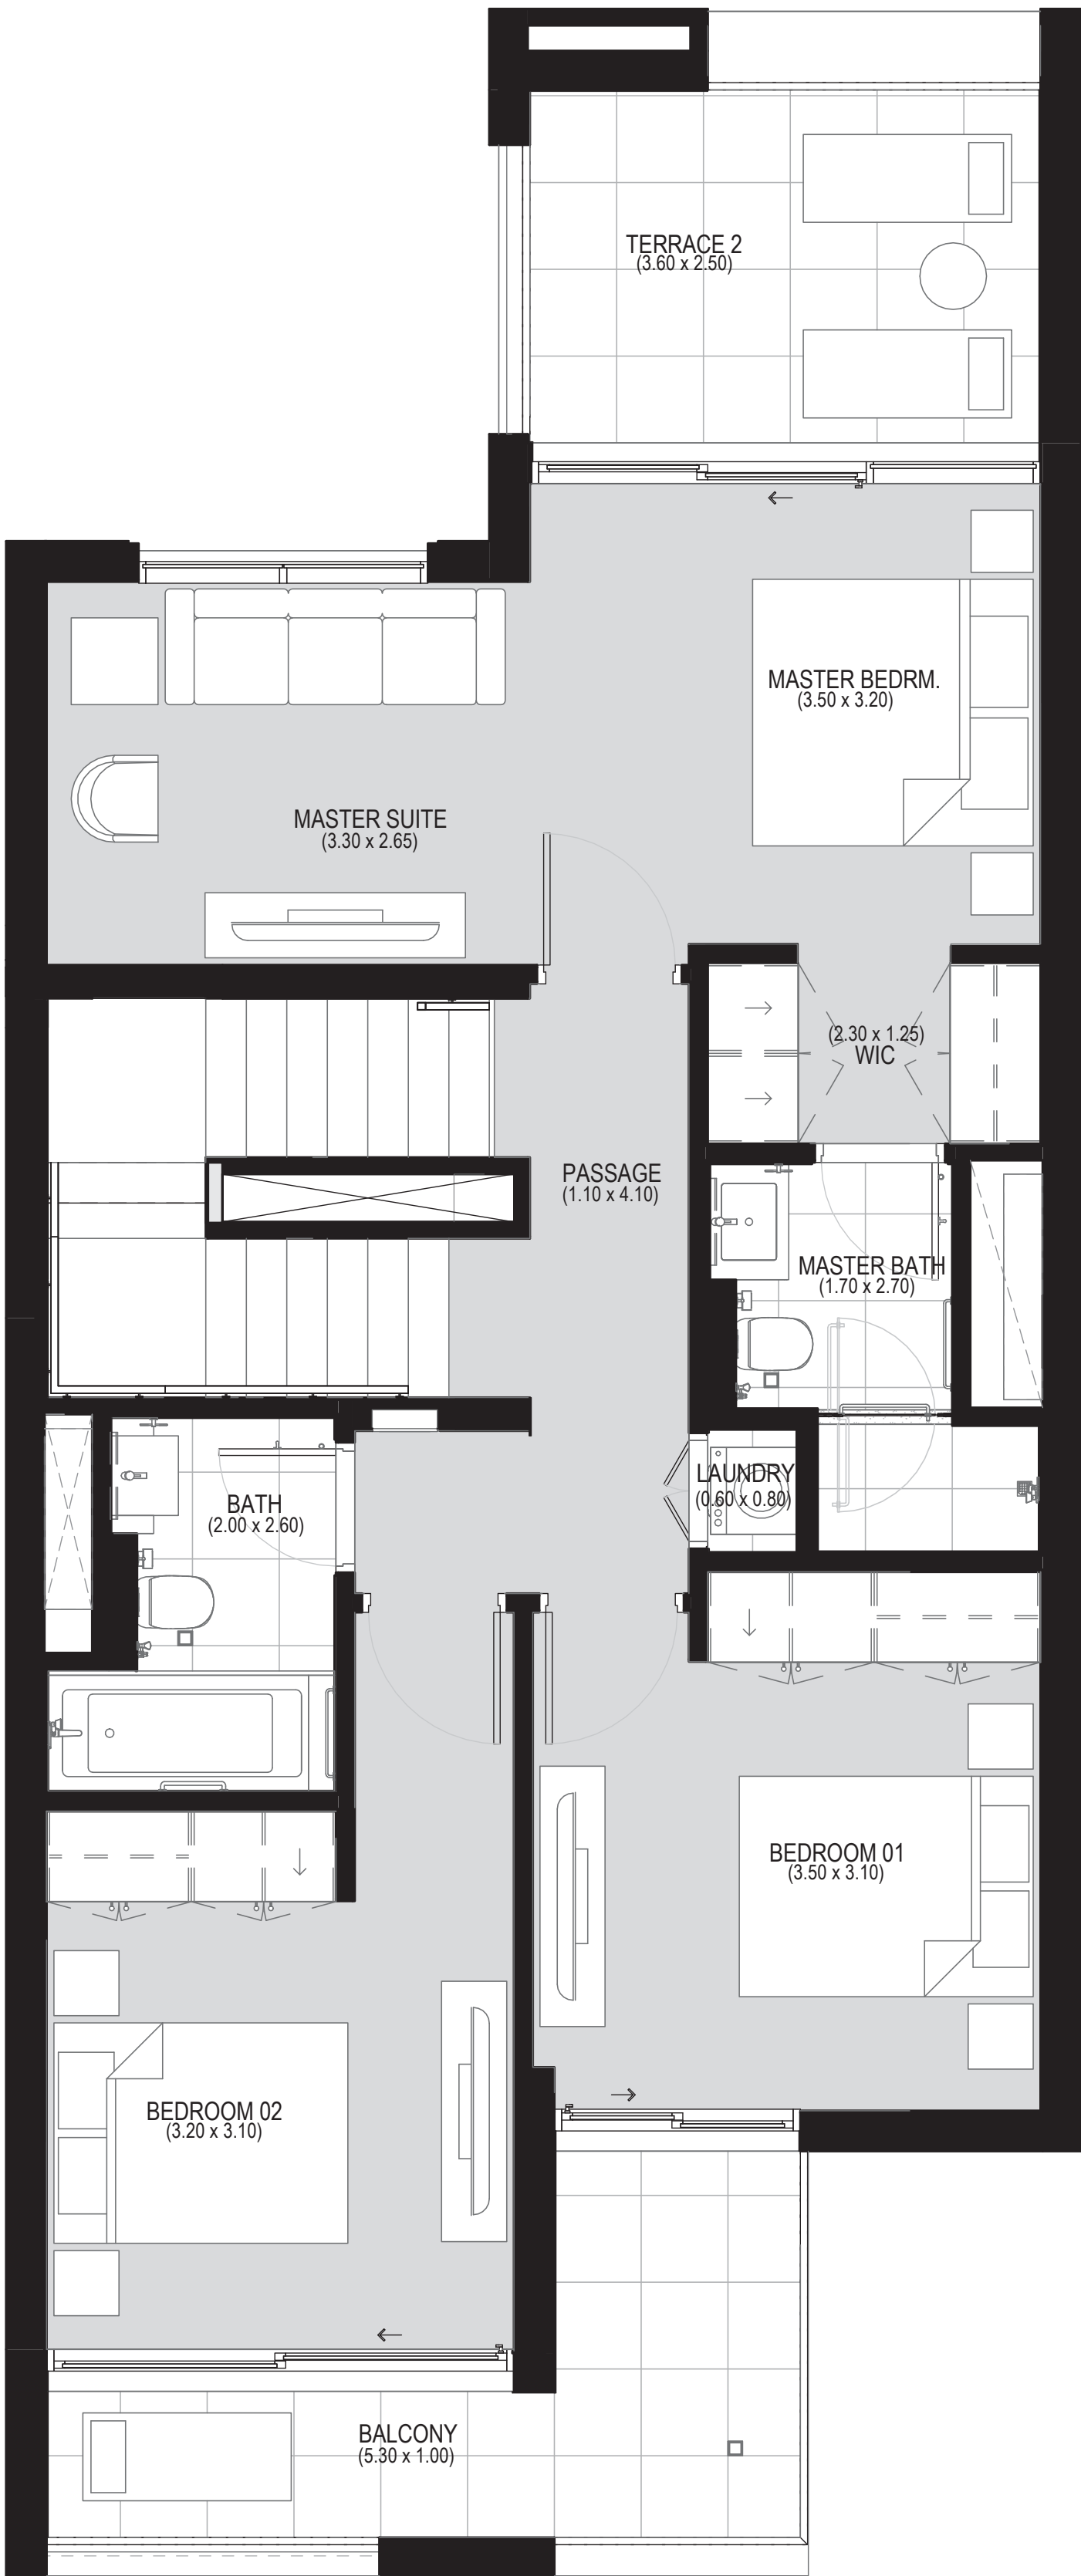 TERRACE 2
(3.60 x 2.50)
MASTER BEDRM.
(3.50 x 3.20)
MASTER SUITE
(3.30 x 2.65)
(2.30 x 1.25)
WIC
PASSAGE
(1.10 x 4.10)
MASTER BATH
(1.70 x 2.70)
LAUNDRY
(0.60 x 0.80)
BATH
(2.00 x 2.60)
BEDROOM 01
(3.50 x 3.10)
BEDROOM 02
(3.20 x 3.10)
BALCONY
(5.30 x 1.00)